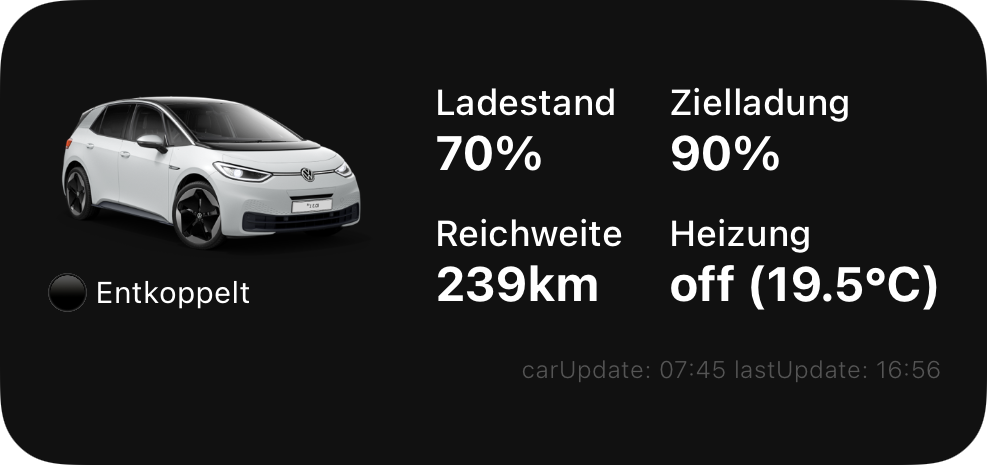 Ladestand
70%
Zielladung
90%
Reichweite
239km
Heizung
off (19.5°C)
Entkoppelt
carUpdate: 07:45 lastUpdate: 16:56